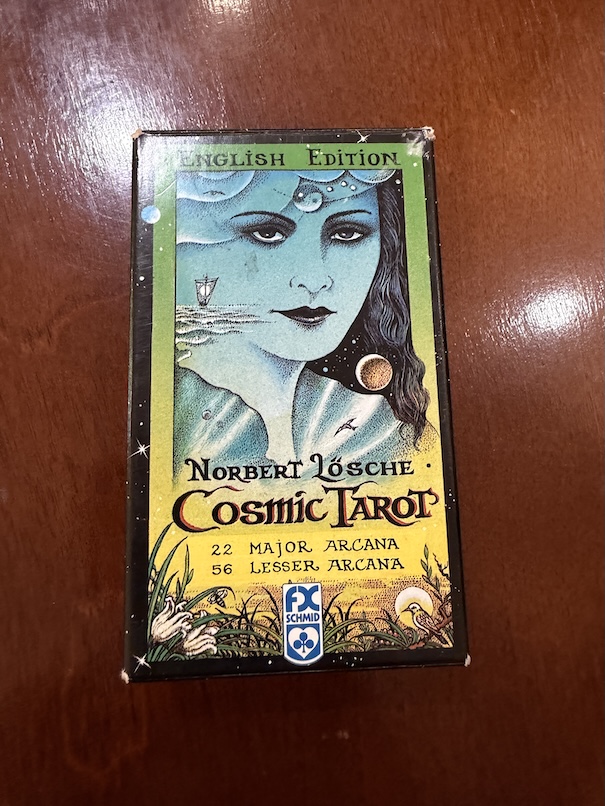 ENGLISH EDITION
NORBERT LÖSCHE
COSMIC TAROT
22 MAJOR ARCANA
56 LESSER ARCANA
FX
SCHMID